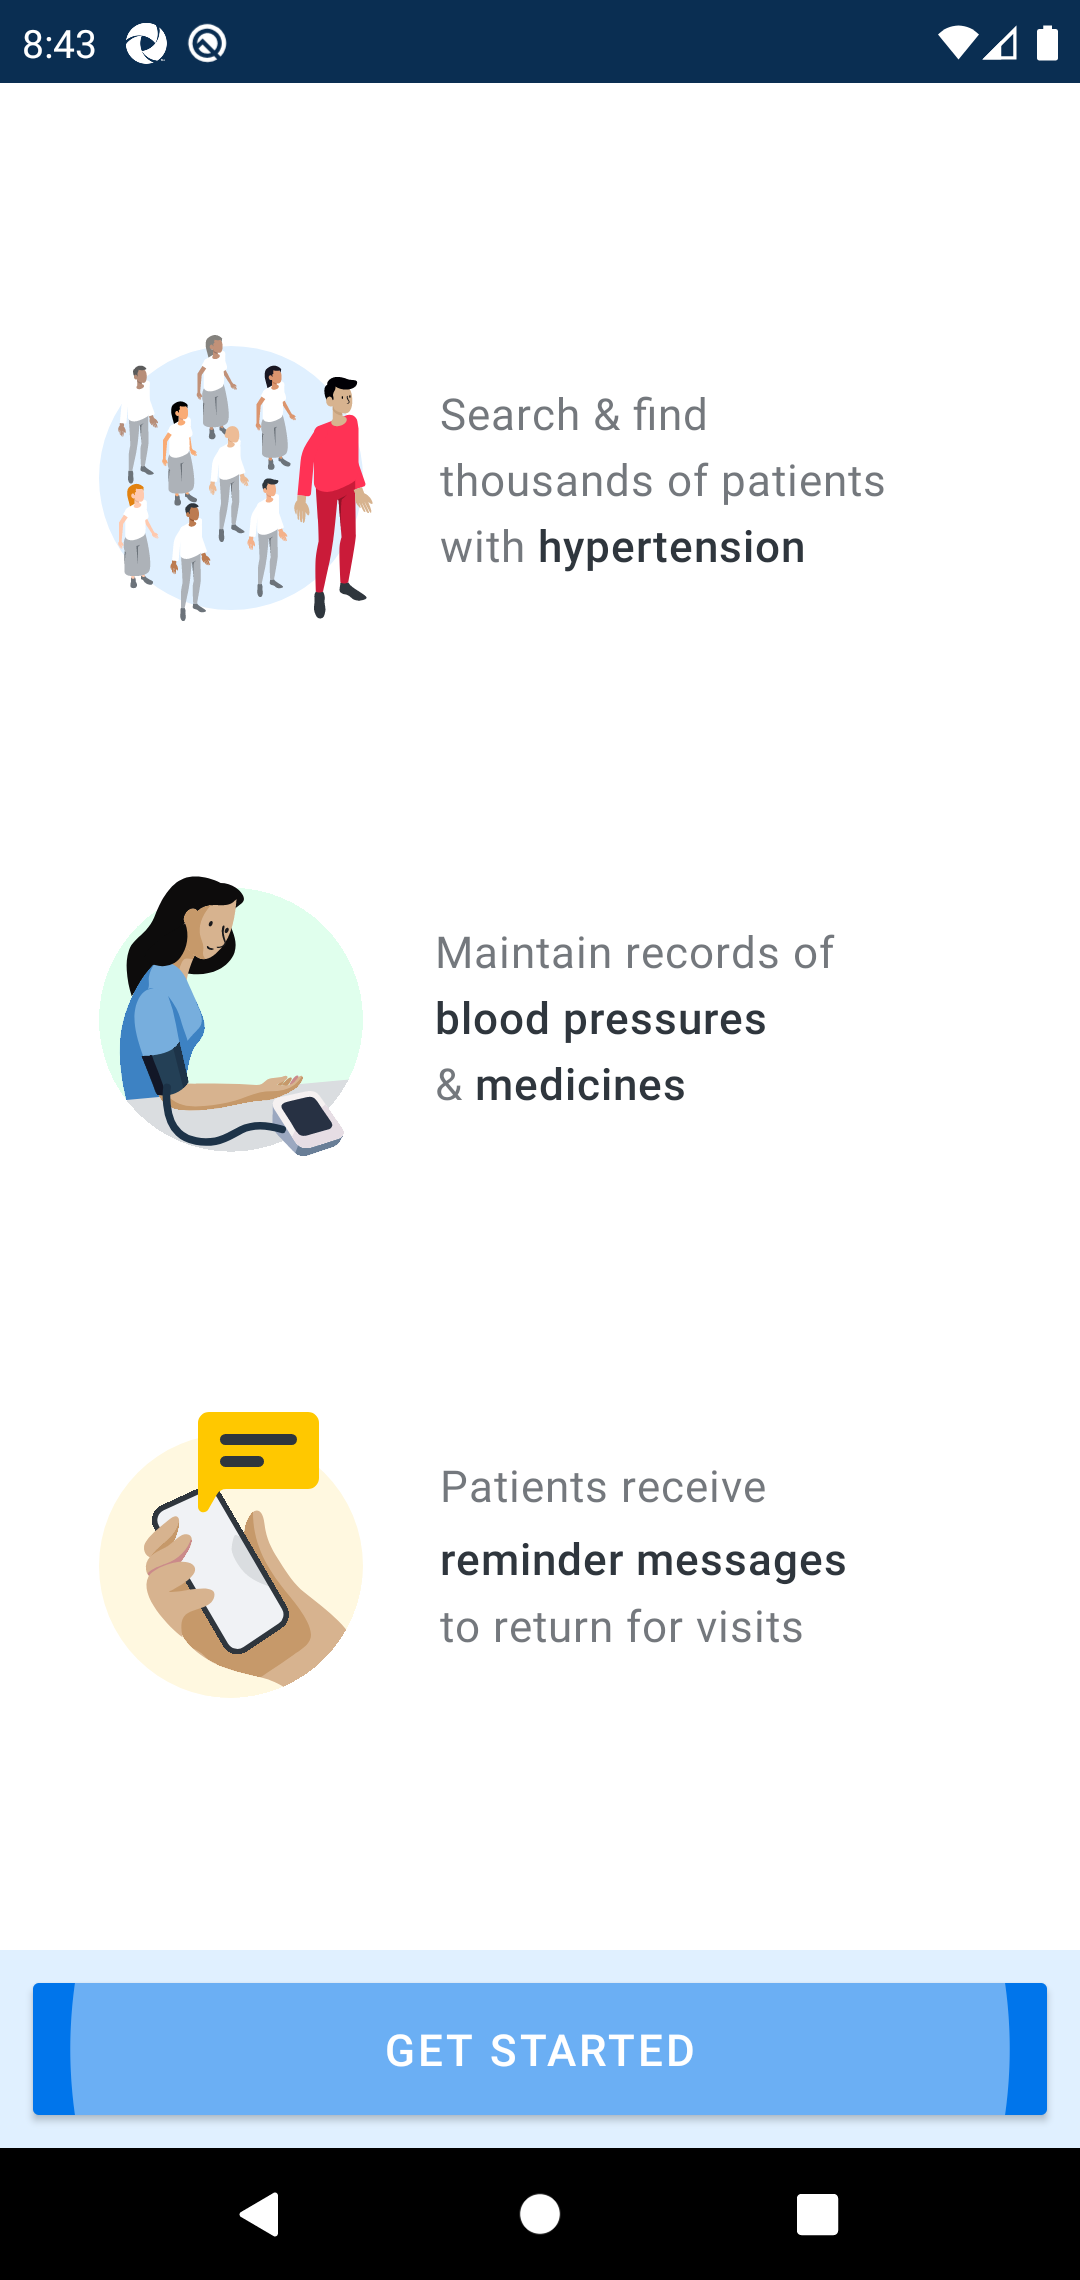 8:43
Search & find
thousands of patients
with hypertension
Maintain records of
blood pressures
& medicines
Patients receive
reminder messages
to return for visits
GET STARTED